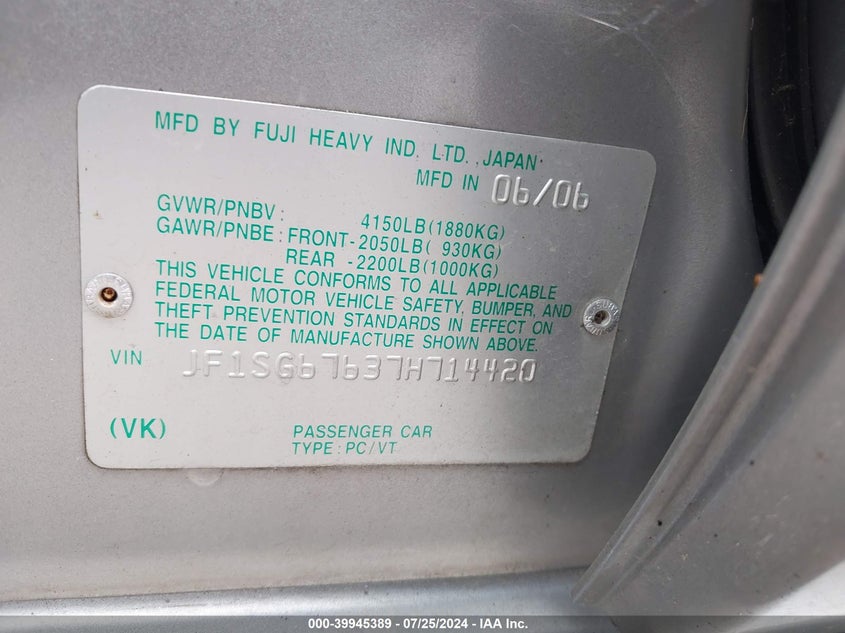 MFD BY FUJI HEAVY IND. LTD. JAPAN
MFD IN 06/06
GVWR/PNBV: 4150LB(1880KG)
GAWR/PNBE: FRONT-2050LB( 930KG)
REAR -2200LB(1000KG)
THIS VEHICLE CONFORMS TO ALL APPLICABLE
FEDERAL MOTOR VEHICLE SAFETY, BUMPER, AND
THEFT PREVENTION STANDARDS IN EFFECT ON
THE DATE OF MANUFACTURE SHOWN ABOVE.
VIN JF1SG67637H714420
(VK) PASSENGER CAR
TYPE: PC/VT
000-39945389 - 07/25/2024 - IAA Inc.